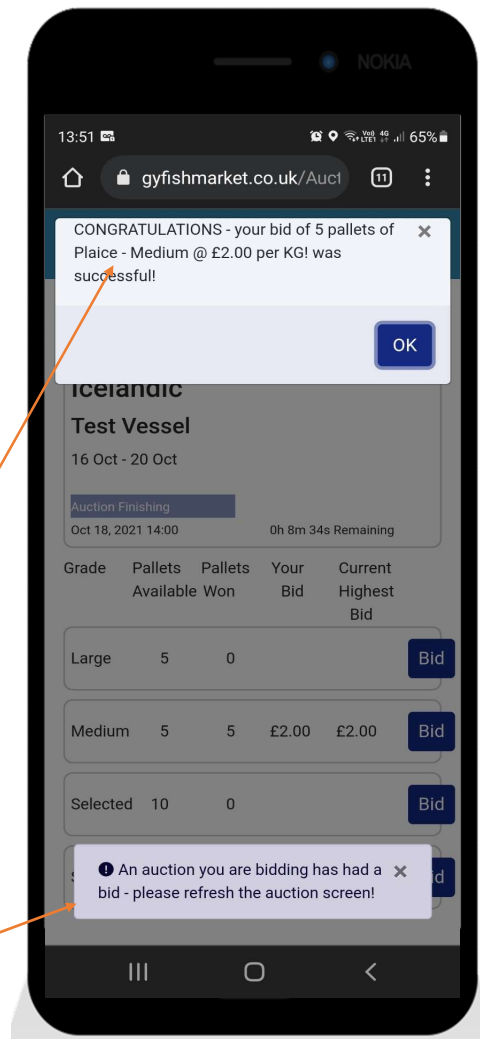 NOKIA
13:51 65%
gyfishmarket.co.uk/Auct 11
CONGRATULATIONS - your bid of 5 pallets of
Plaice - Medium @ £2.00 per KG! was
successful!
OK
Icelandic
Test Vessel
16 Oct - 20 Oct
Auction Finishing
Oct 18, 2021 14:00 0h 8m 34s Remaining
Grade Pallets Pallets Your Current
Available Won Bid Highest
Bid
Large 5 0 Bid
Medium 5 5 £2.00 £2.00 Bid
Selected 10 0 Bid
An auction you are bidding has had a
bid - please refresh the auction screen!